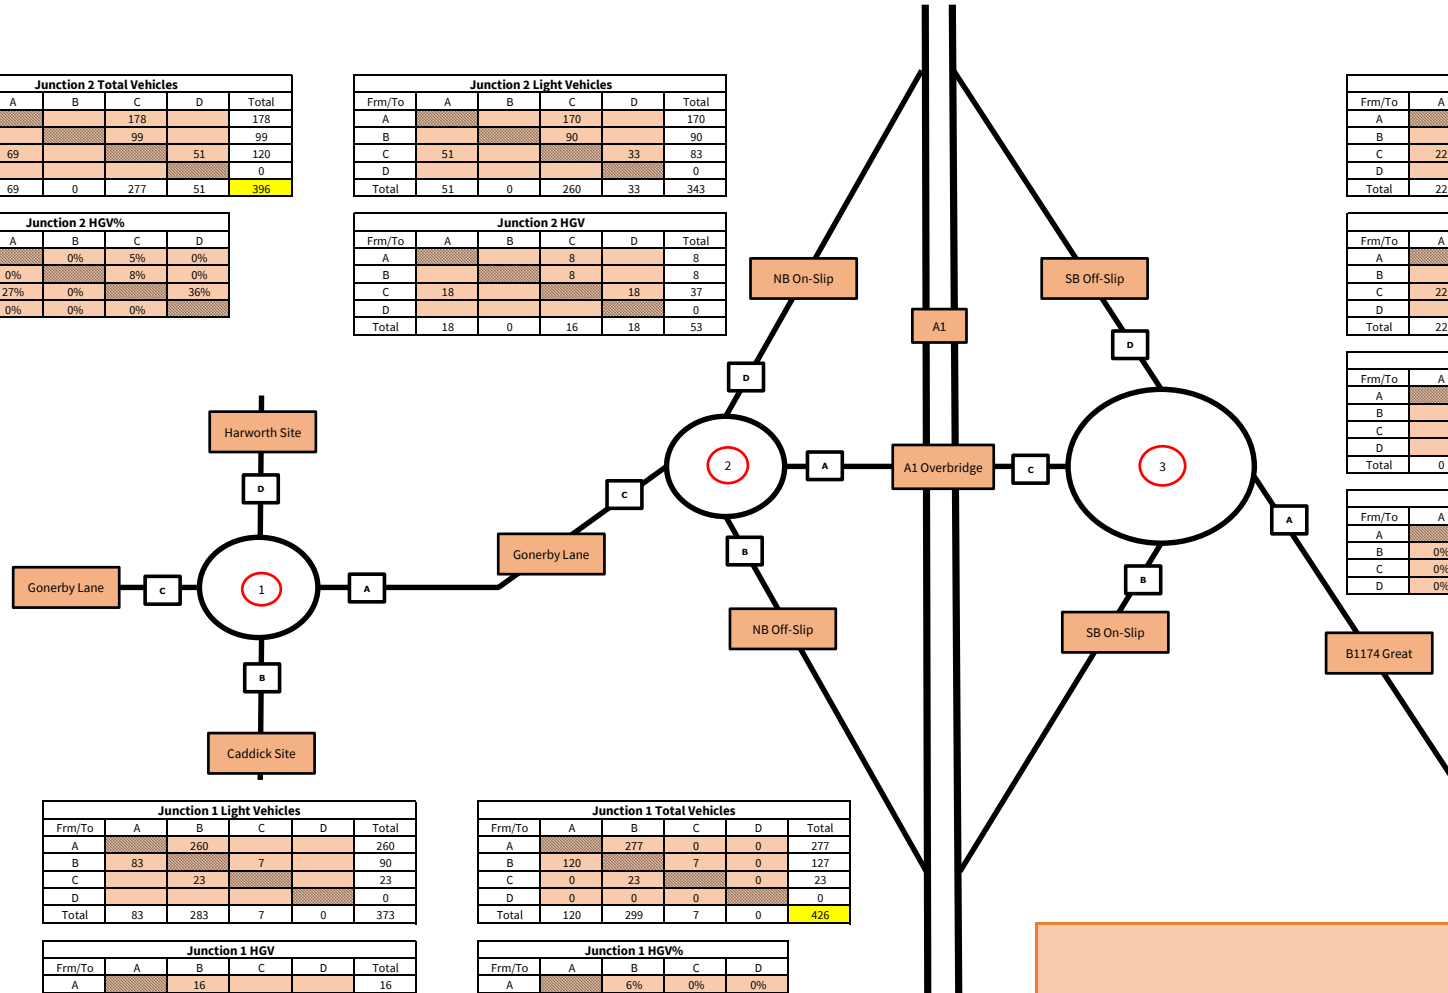 Junction 2 Total Vehicles
A B C D Total
178 178
99 99
69 51 120
0
69 0 277 51 396
Junction 2 HGV%
A B C D
0% 5% 0%
0% 8% 0%
27% 0% 36%
0% 0% 0%
Junction 2 Light Vehicles
Frm/To A B C D Total
A 170 170
B 90 90
C 51 33 83
D 0
Total 51 0 260 33 343
Junction 2 HGV
Frm/To A B C D Total
A 8 8
B 8 8
C 18 18 37
D 0
Total 18 0 16 18 53
Frm/To A
A
B
C 22
D
Total 22
Frm/To A
A
B
C 22
D
Total 22
Frm/To A
A
B
C
D
Total 0
Frm/To A
A
B 0%
C 0%
D 0%
NB On-Slip
SB Off-Slip
A1
D
D
Harworth Site
2
A
A1 Overbridge
C
3
D
C
A
Gonerby Lane
B
Gonerby Lane
C
1
A
B
NB Off-Slip
SB On-Slip
B1174 Great
B
Caddick Site
Junction 1 Light Vehicles
Frm/To A B C D Total
A 260 260
B 83 7 90
C 23 23
D 0
Total 83 283 7 0 373
Junction 1 Total Vehicles
Frm/To A B C D Total
A 277 0 0 277
B 120 7 0 127
C 0 23 0 23
D 0 0 0 0
Total 120 299 7 0 426
Junction 1 HGV
Frm/To A B C D Total
A 16 16
Junction 1 HGV%
Frm/To A B C D
A 6% 0% 0%